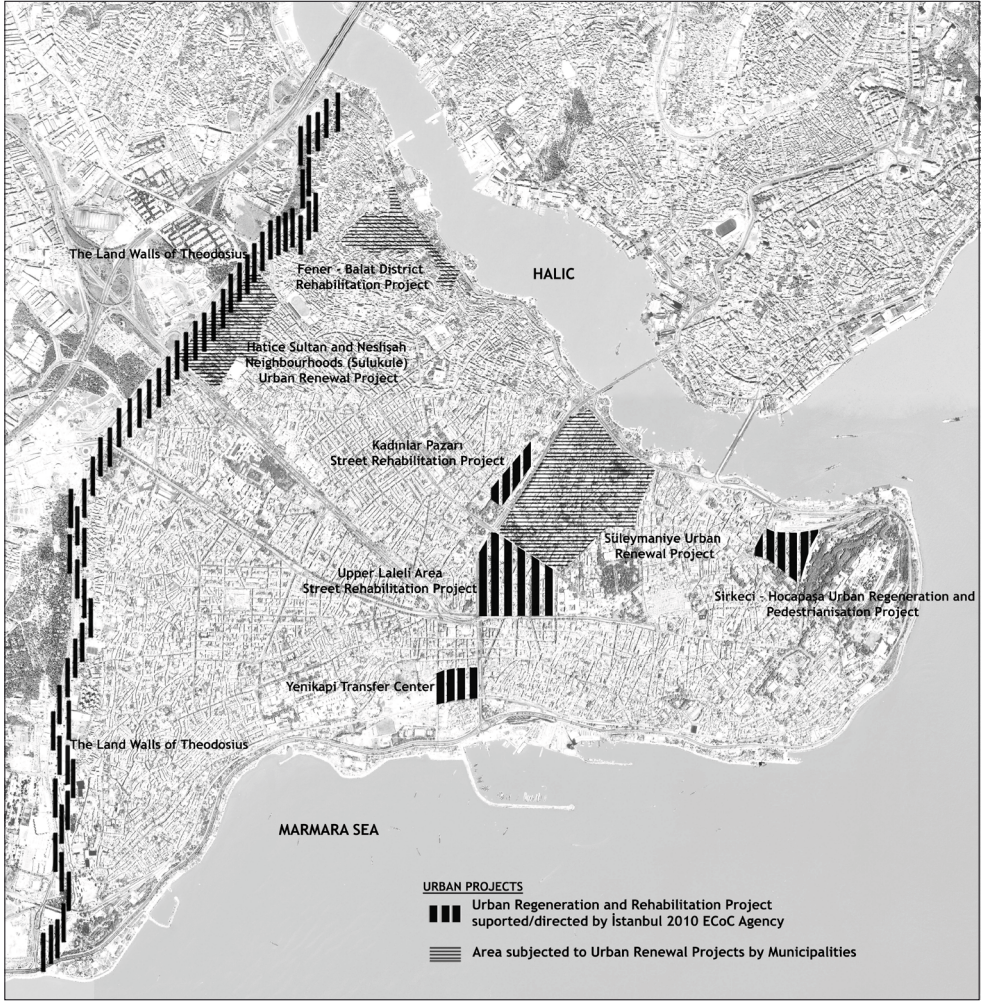 The Land Walls of Theodosius
Fener - Balat District
Rehabilitation Project
HALIC
Hatice Sultan and Neslişah
Neighbourhoods (Sulukule)
Urban Renewal Project
Kadınlar Pazarı
Street Rehabilitation Project
Süleymaniye Urban
Renewal Project
Upper Laleli Area
Street Rehabilitation Project
Sirkeci - Hocapaşa Urban Regeneration and
Pedestrianisation Project
Yenikapi Transfer Center
The Land Walls of Theodosius
MARMARA SEA
URBAN PROJECTS
Urban Regeneration and Rehabilitation Project
suported/directed by İstanbul 2010 ECoC Agency
Area subjected to Urban Renewal Projects by Municipalities